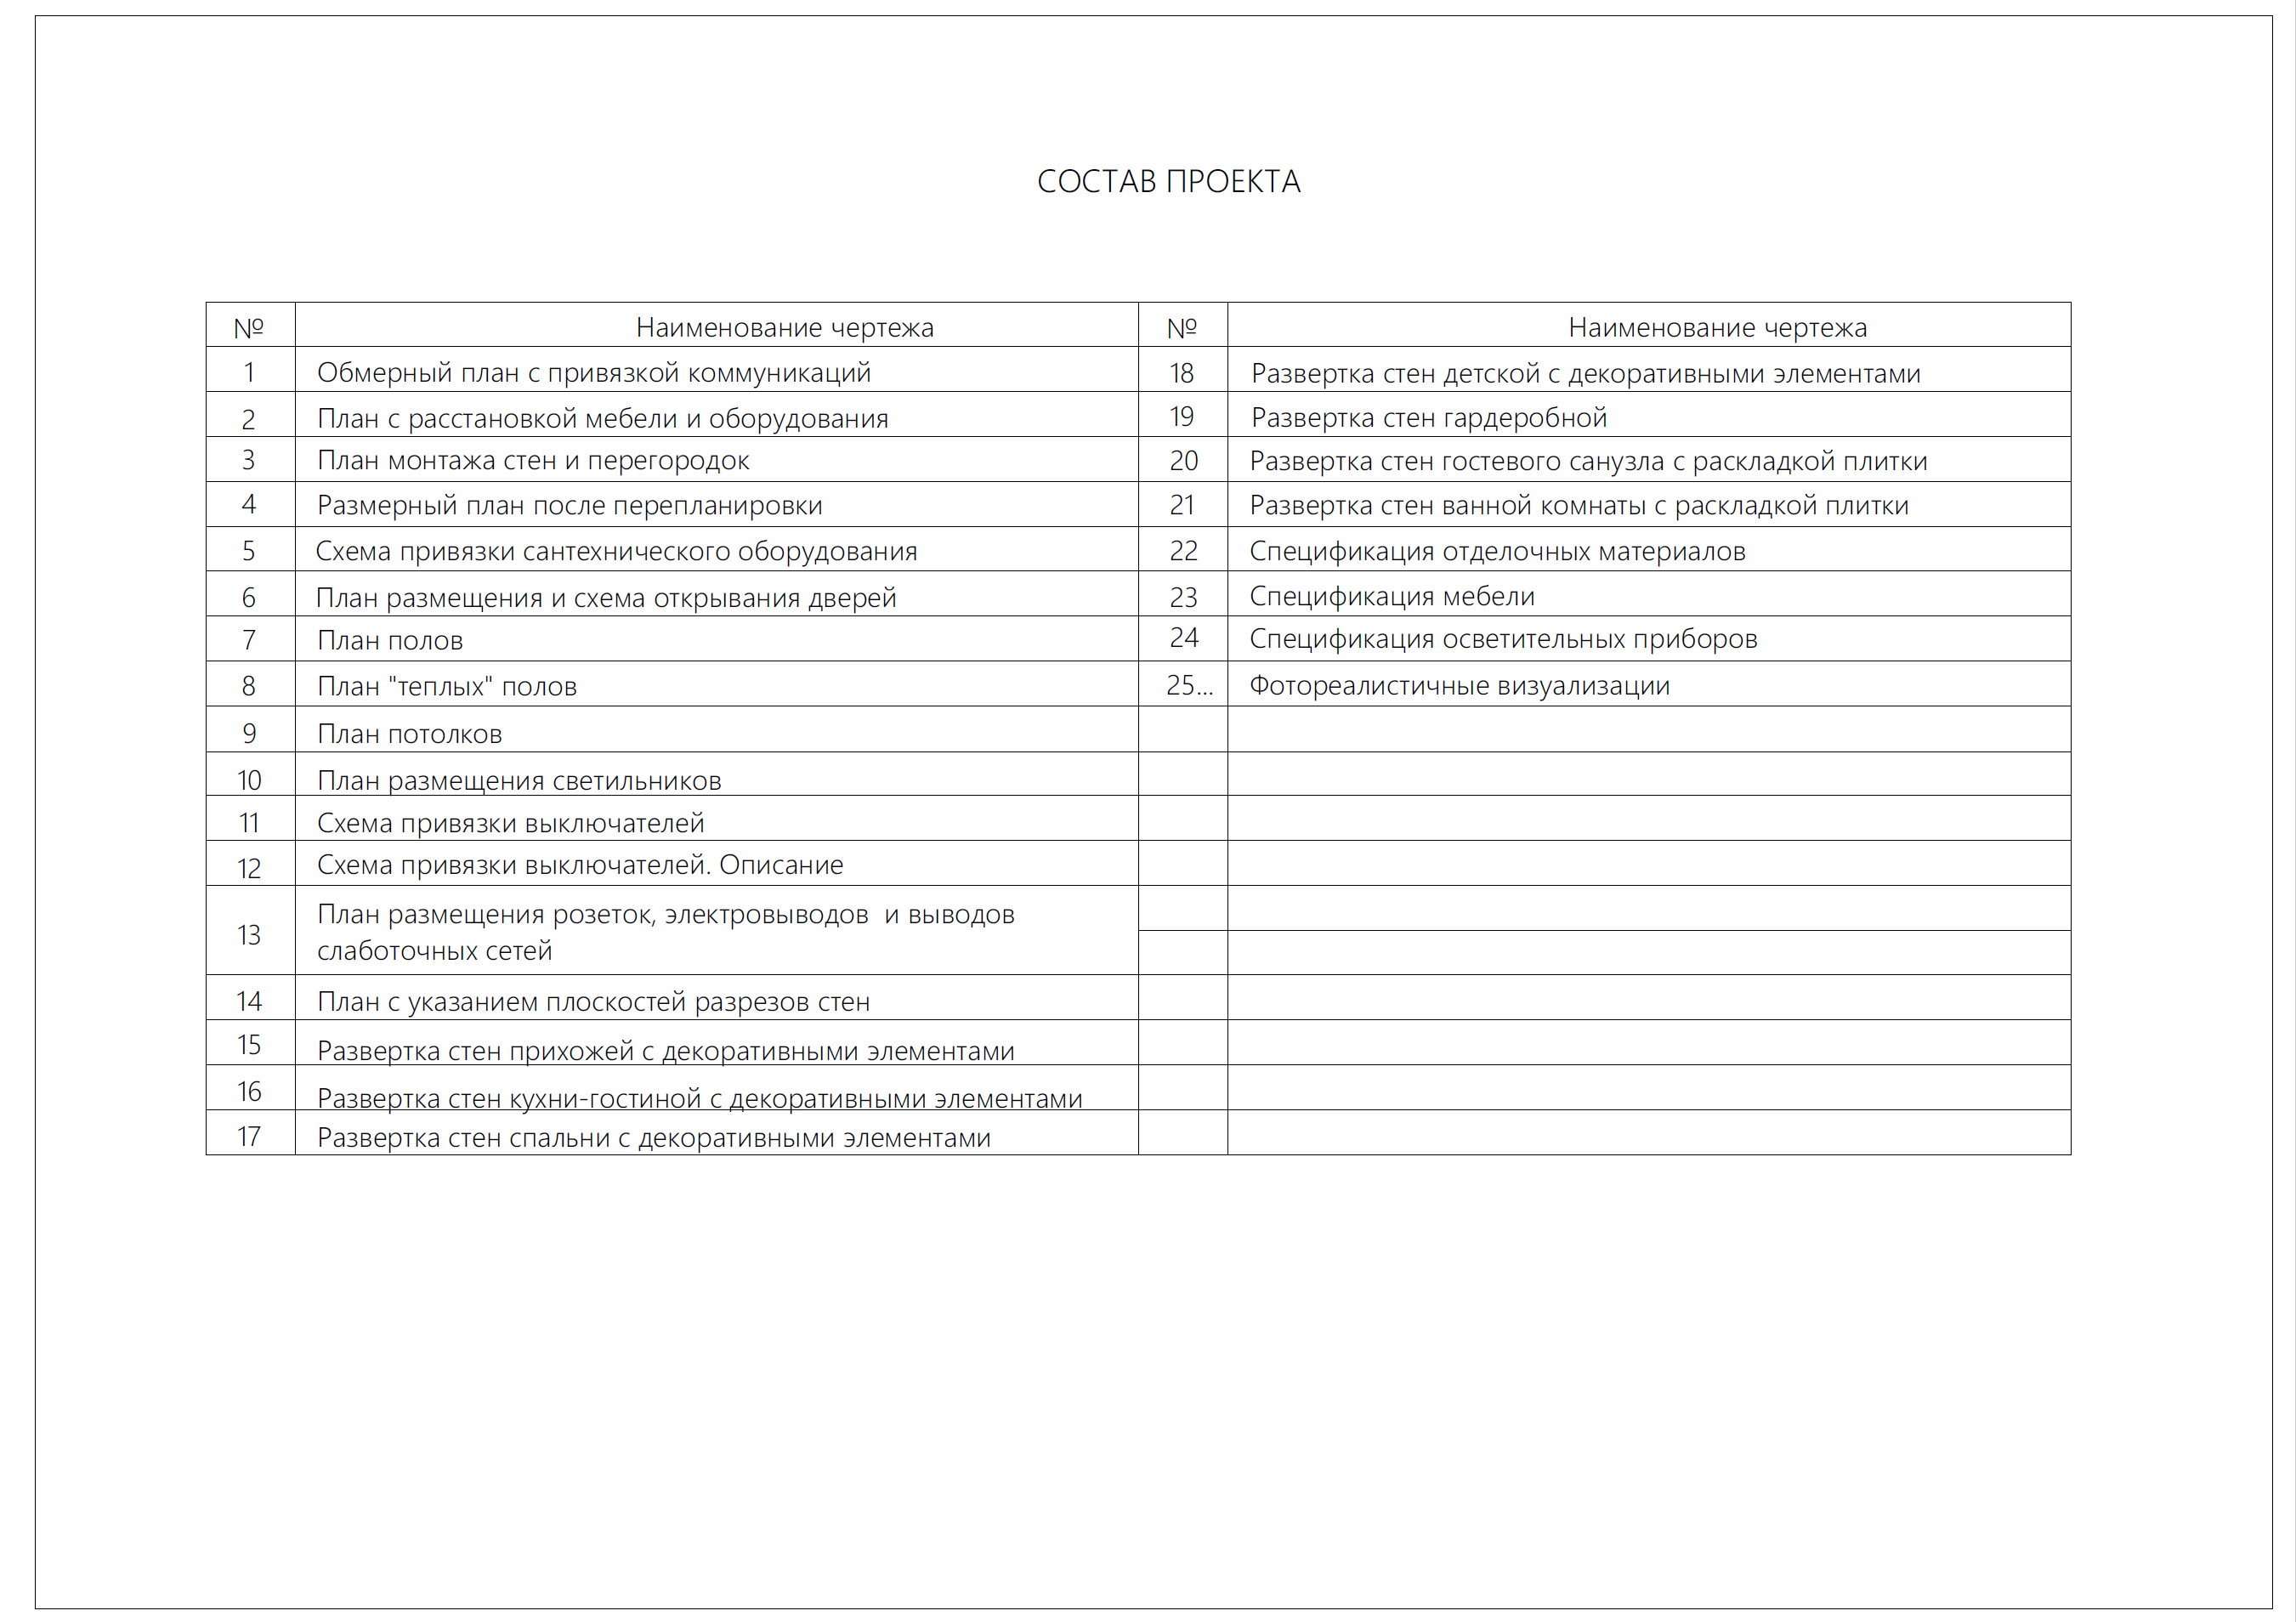 СОСТАВ ПРОЕКТА
№ Наименование чертежа
1 Обмерный план с привязкой коммуникаций
2 План с расстановкой мебели и оборудования
3 План монтажа стен и перегородок
4 Размерный план после перепланировки
5 Схема привязки сантехнического оборудования
6 План размещения и схема открывания дверей
7 План полов
8 План "теплых" полов
9 План потолков
10 План размещения светильников
11 Схема привязки выключателей
12 Схема привязки выключателей. Описание
13 План размещения розеток, электровыводов  и выводов
слаботочных сетей
14 План с указанием плоскостей разрезов стен
15 Развертка стен прихожей с декоративными элементами
16 Развертка стен кухни-гостиной с декоративными элементами
17 Развертка стен спальни с декоративными элементами
№ Наименование чертежа
18 Развертка стен детской с декоративными элементами
19 Развертка стен гардеробной
20 Развертка стен гостевого санузла с раскладкой плитки
21 Развертка стен ванной комнаты с раскладкой плитки
22 Спецификация отделочных материалов
23 Спецификация мебели
24 Спецификация осветительных приборов
25... Фотореалистичные визуализации